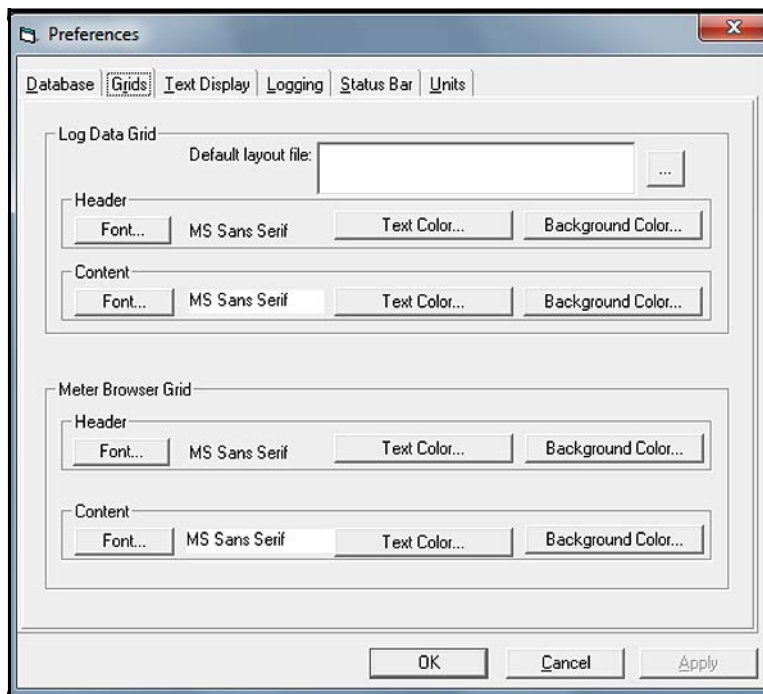 Preferences
Database Grids Text Display Logging Status Bar Units
Log Data Grid
Default layout file: ...
Header
Font... MS Sans Serif Text Color... Background Color...
Content
Font... MS Sans Serif Text Color... Background Color...
Meter Browser Grid
Header
Font... MS Sans Serif Text Color... Background Color...
Content
Font... MS Sans Serif Text Color... Background Color...
OK Cancel Apply